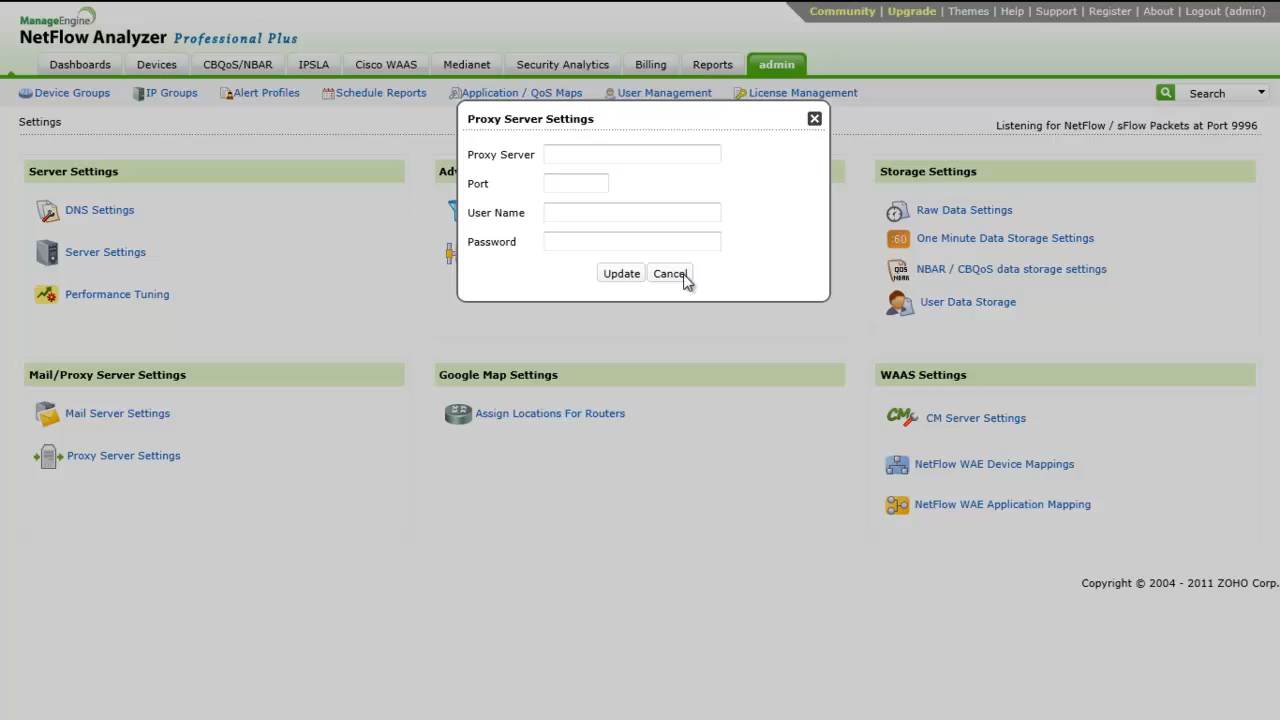 Community | Upgrade | Themes | Help | Support | Register | About | Logout (admin)
ManageEngine
NetFlow Analyzer Professional Plus
Dashboards Devices CBQoS/NBAR IPSLA Cisco WAAS Medianet Security Analytics Billing Reports admin
Device Groups IP Groups Alert Profiles Schedule Reports Application / QoS Maps User Management License Management Search
Settings
Listening for NetFlow / sFlow Packets at Port 9996
Proxy Server Settings
Proxy Server
Port
User Name
Password
Update Cancel
Server Settings
DNS Settings
Server Settings
Performance Tuning
Storage Settings
Raw Data Settings
:60 One Minute Data Storage Settings
QOS NBAR NBAR / CBQoS data storage settings
User Data Storage
Mail/Proxy Server Settings
Mail Server Settings
Proxy Server Settings
Google Map Settings
Assign Locations For Routers
WAAS Settings
CM CM Server Settings
NetFlow WAE Device Mappings
NetFlow WAE Application Mapping
Copyright © 2004 - 2011 ZOHO Corp.